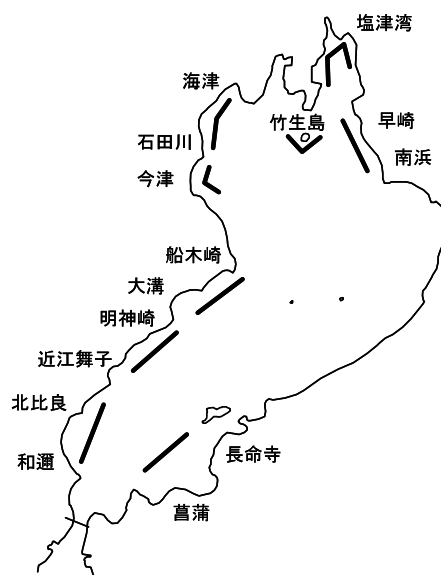 塩津湾
海津
竹生島
早崎
石田川
南浜
今津
船木崎
大溝
明神崎
近江舞子
北比良
長命寺
和邇
菖蒲